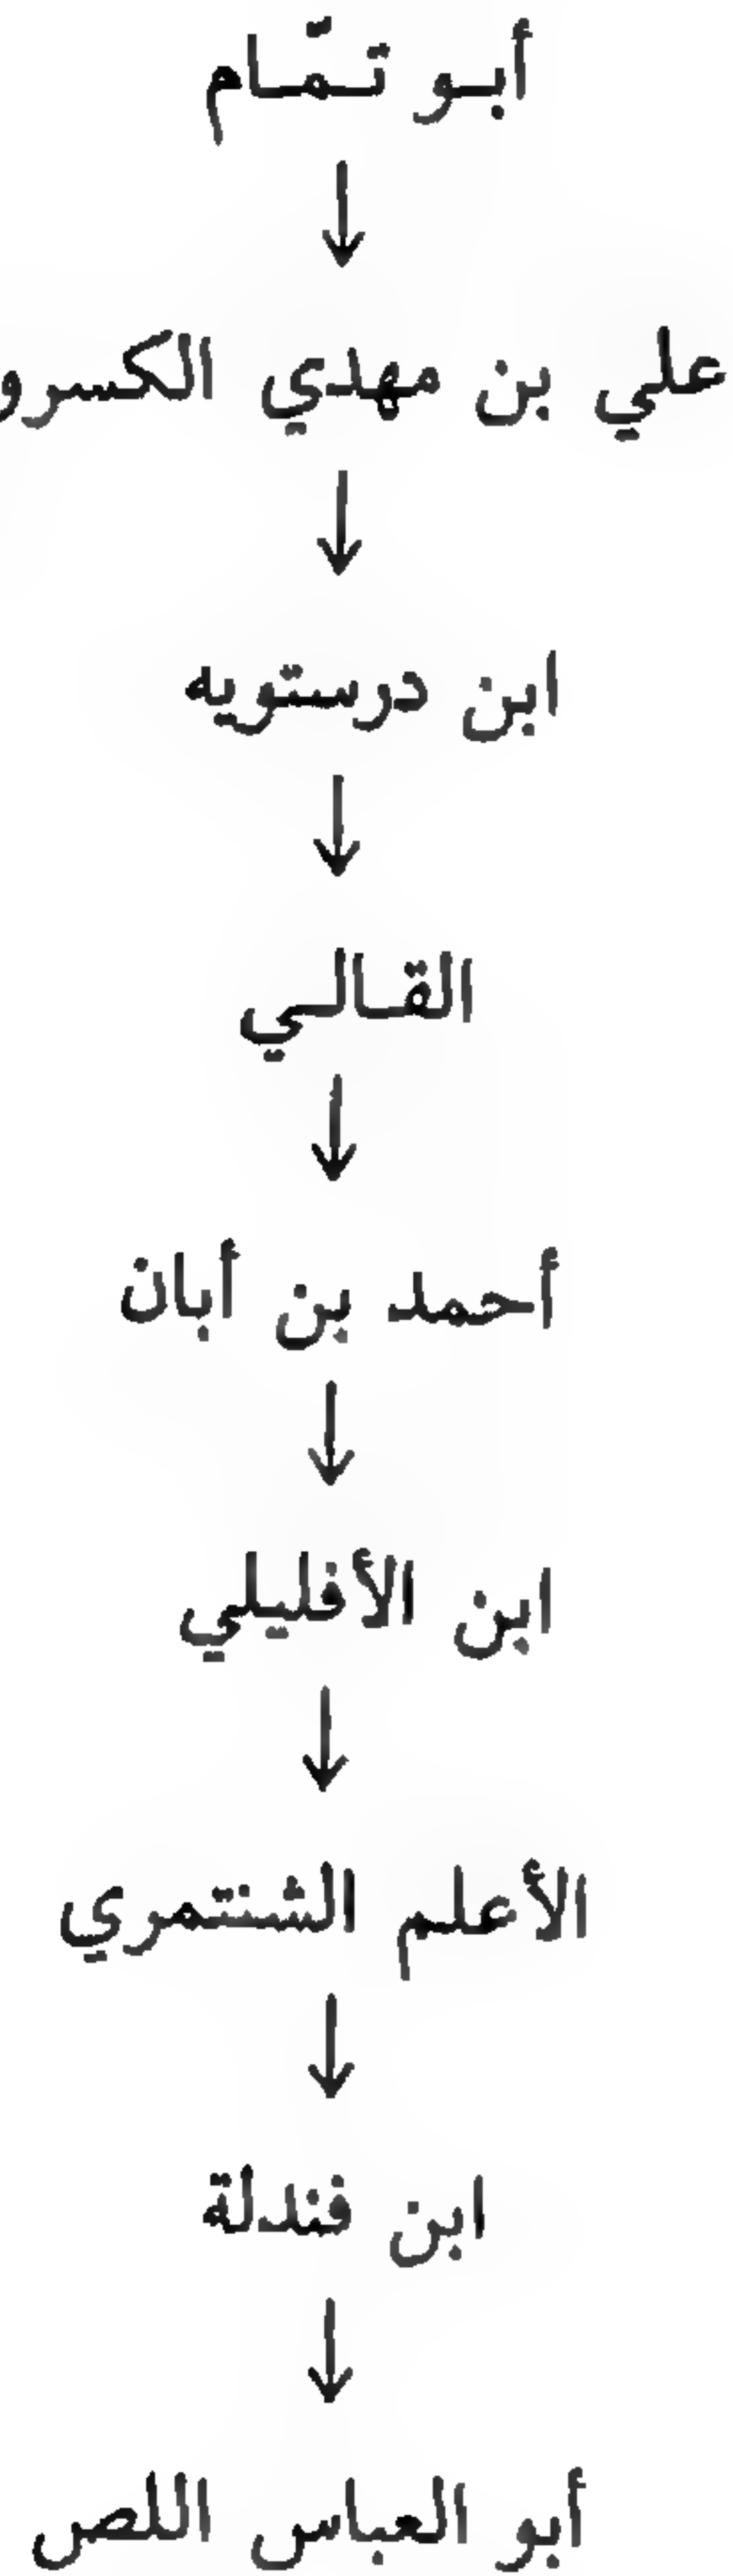 أبو تمّام
↓
علي بن مهدي الكسرو
↓
ابن درستويه
↓
القالي
↓
أحمد بن أبان
↓
ابن الأفليلي
↓
الأعلم الشنتمري
↓
ابن فندلة
↓
أبو العباس اللص